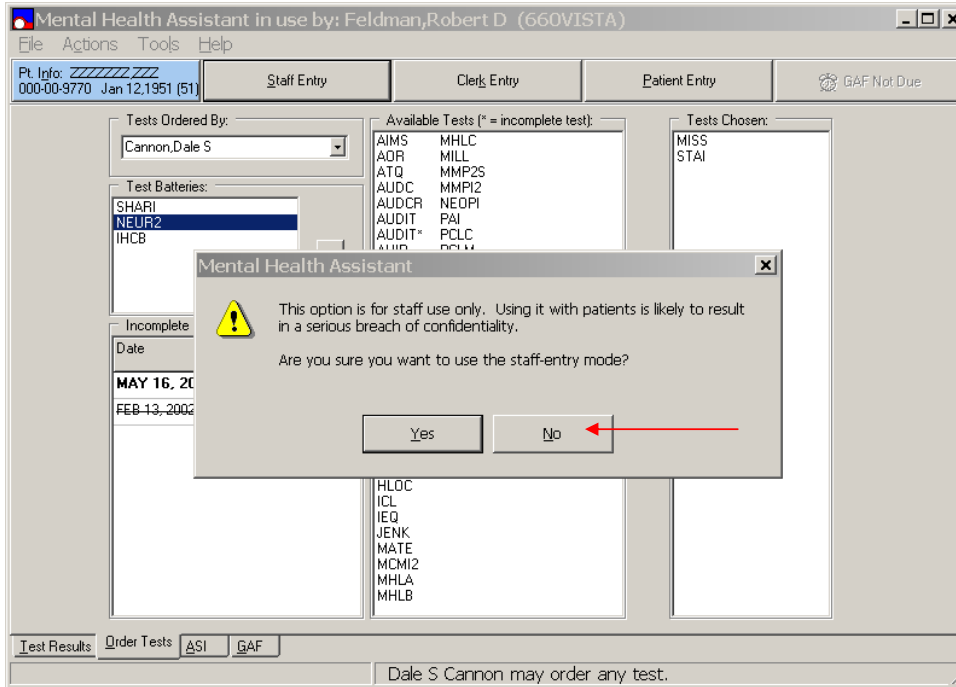 Mental Health Assistant in use by: Feldman,Robert D (660VISTA)
File Actions Tools Help
Pt. Info: ZZZZZZZZ,ZZZ
000-00-9770 Jan 12,1951 (51)
Staff Entry
Clerk Entry
Patient Entry
GAF Not Due
Tests Ordered By:
Cannon,Dale S
Test Batteries:
SHARI
NEUR2
IHCB
Incomplete
Date
MAY 16, 20
FEB 13, 2002
Available Tests (* = incomplete test):
AIMS MHLC
AOR MILL
ATQ MMP2S
AUDC MMPI2
AUDCR NEOPI
AUDIT PAI
AUDIT* PCLC
HLOC
ICL
IEQ
JENK
MATE
MCMI2
MHLA
MHLB
Tests Chosen:
MISS
STAI
Mental Health Assistant
This option is for staff use only. Using it with patients is likely to result
in a serious breach of confidentiality.
Are you sure you want to use the staff-entry mode?
Yes
No
Test Results Order Tests ASI GAF
Dale S Cannon may order any test.